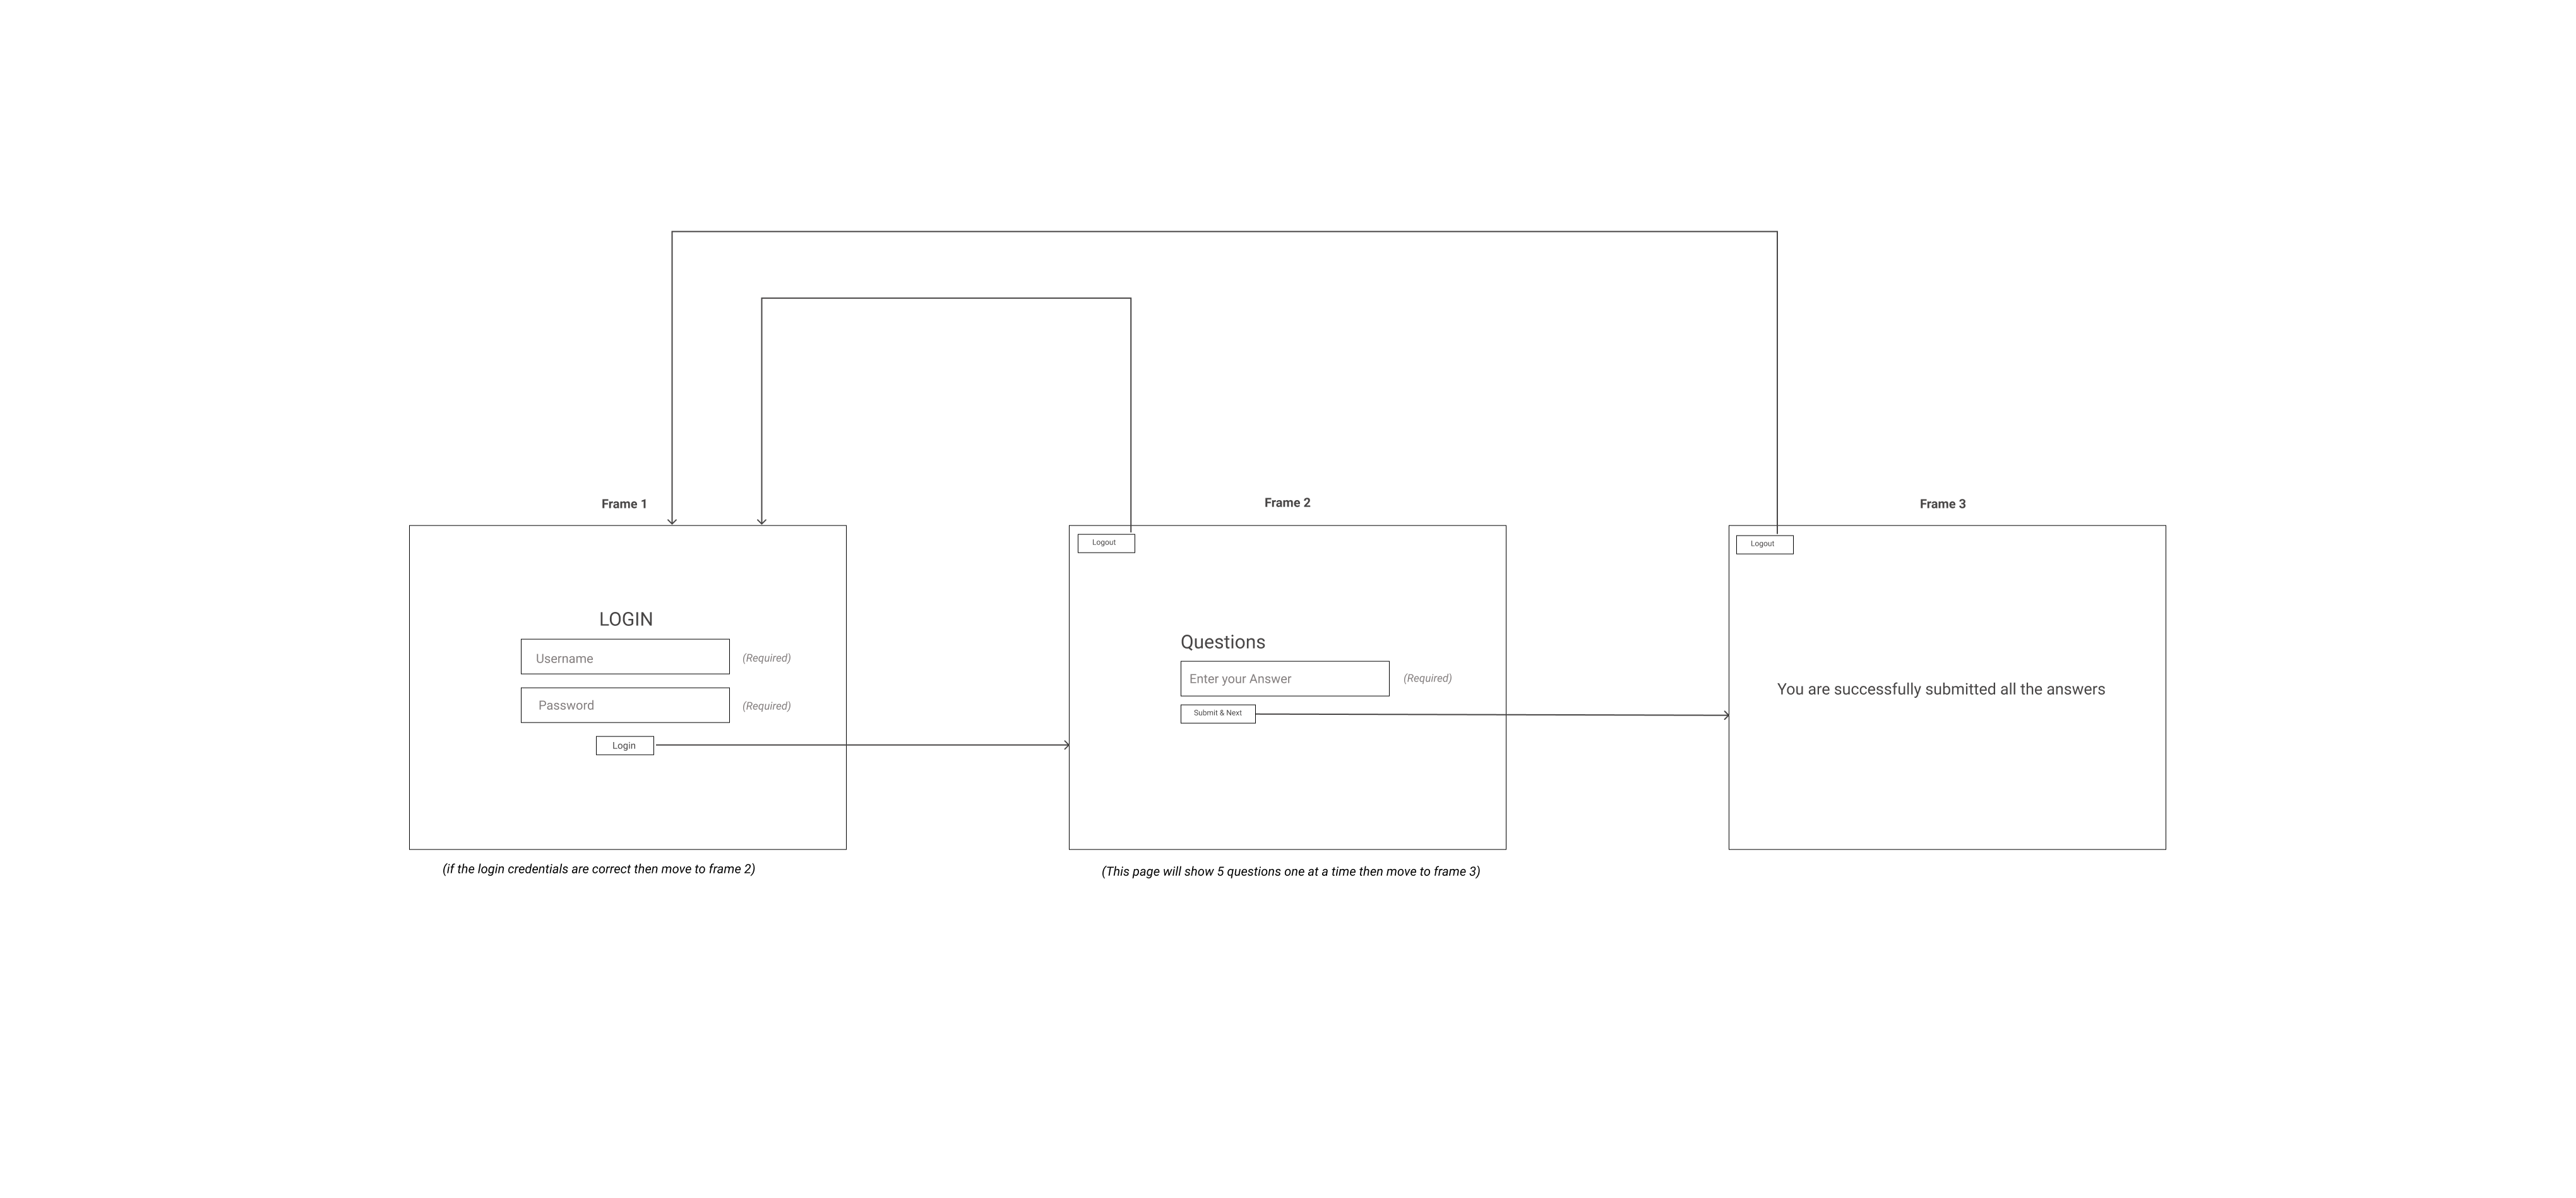 Frame 1
LOGIN
Username
(Required)
Password
(Required)
Login
(if the login credentials are correct then move to frame 2)
Frame 2
Logout
Questions
Enter your Answer
(Required)
Submit & Next
(This page will show 5 questions one at a time then move to frame 3)
Frame 3
Logout
You are successfully submitted all the answers